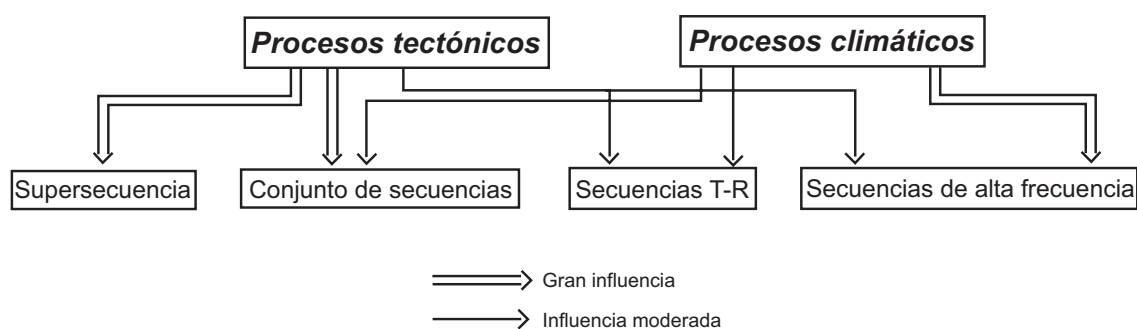 Procesos tectónicos
Procesos climáticos
Supersecuencia
Conjunto de secuencias
Secuencias T-R
Secuencias de alta frecuencia
Gran influencia
Influencia moderada